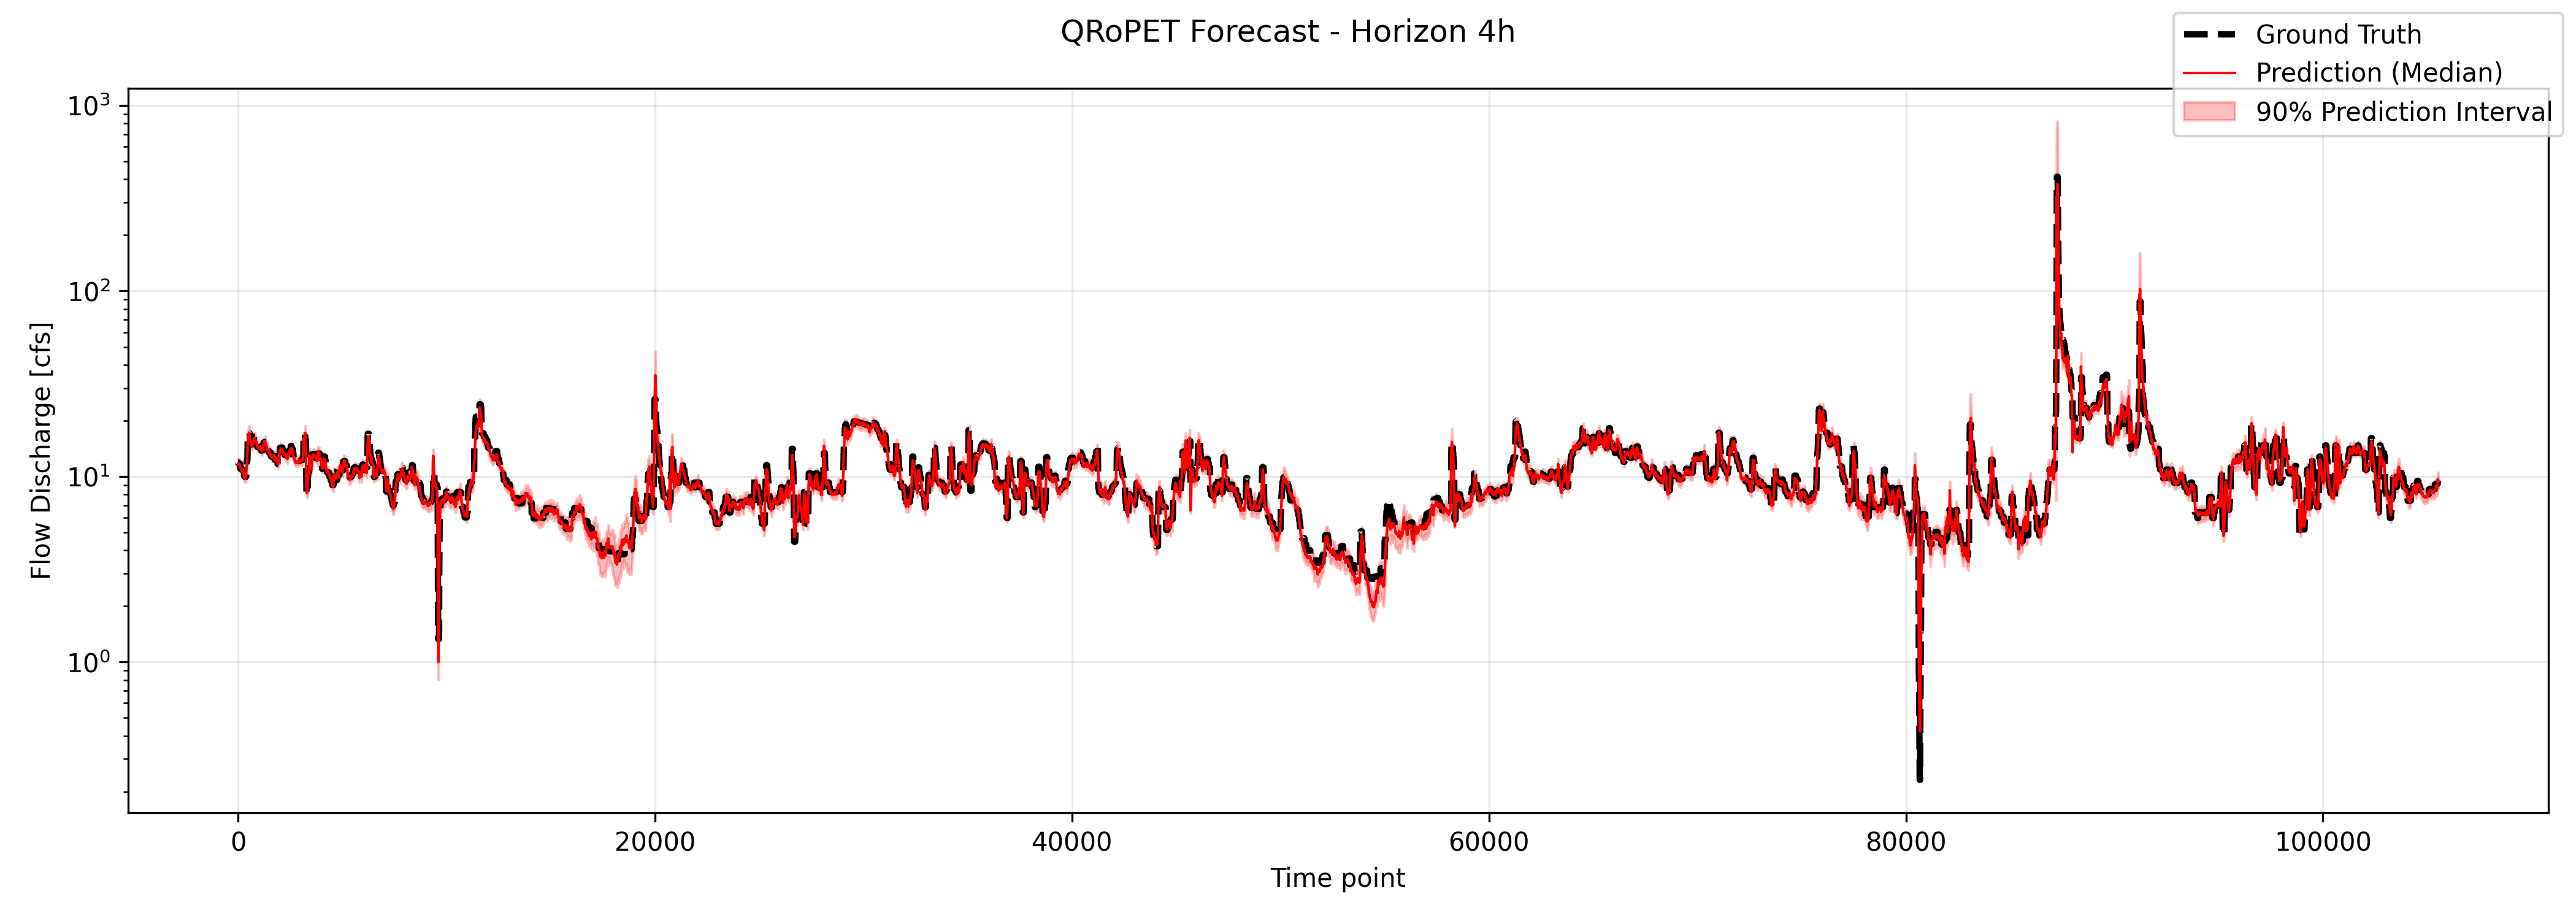 QRoPET Forecast - Horizon 4h
Ground Truth
Prediction (Median)
90% Prediction Interval
10³
10²
10¹
10⁰
Flow Discharge [cfs]
0 20000 40000 60000 80000 100000
Time point